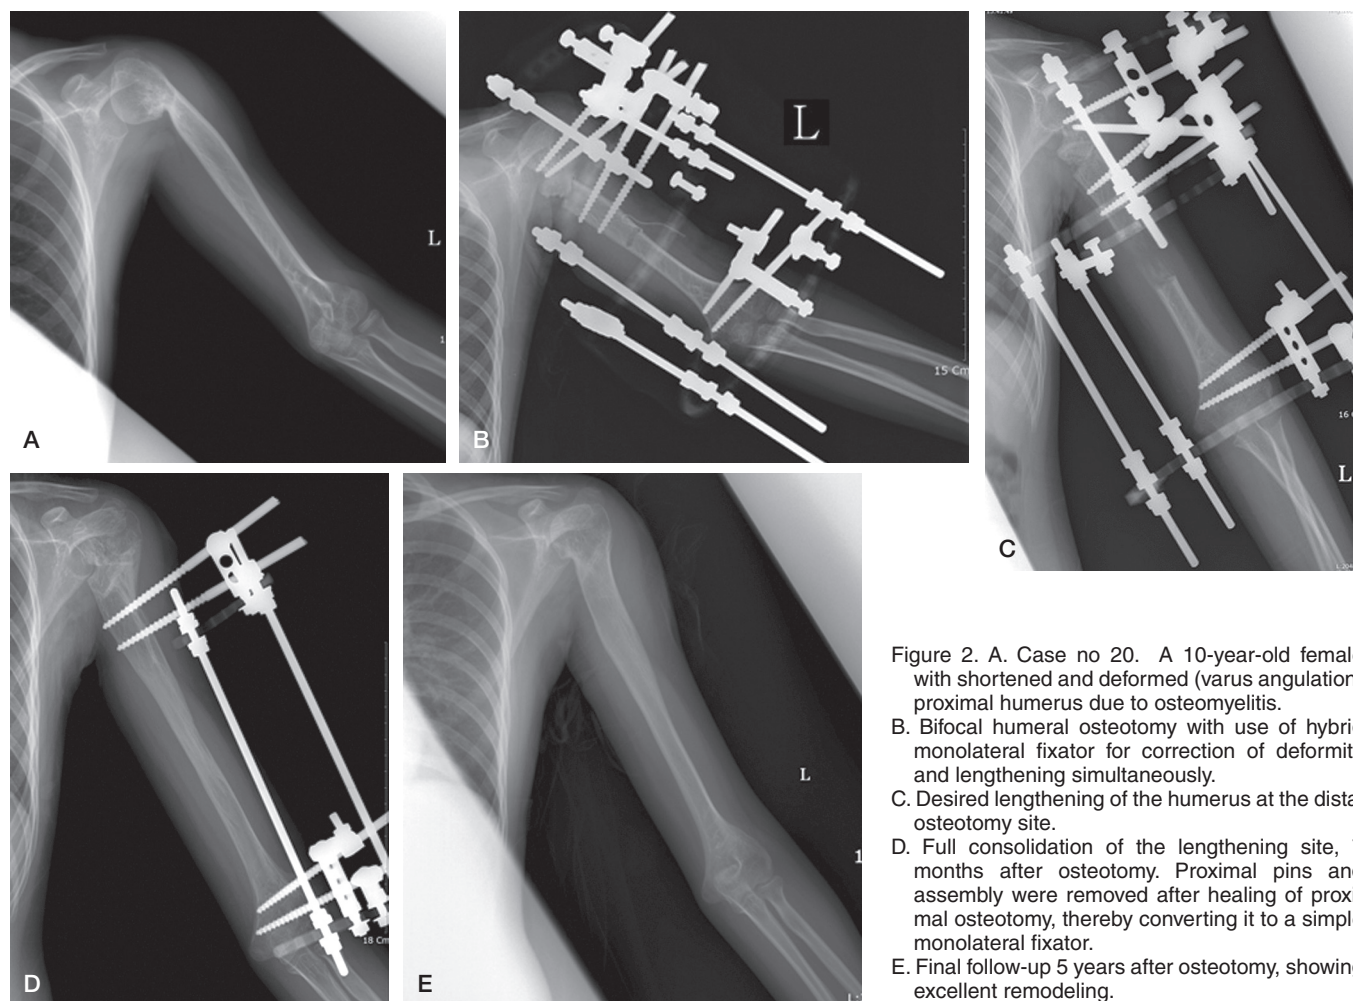 L
1
A
L
15 Cm
B
16
L
C
18 Cm
D
L
1
E
Figure 2. A. Case no 20. A 10-year-old femal
with shortened and deformed (varus angulation
proximal humerus due to osteomyelitis.
B. Bifocal humeral osteotomy with use of hybri
monolateral fixator for correction of deformit
and lengthening simultaneously.
C. Desired lengthening of the humerus at the dista
osteotomy site.
D. Full consolidation of the lengthening site,
months after osteotomy. Proximal pins an
assembly were removed after healing of proxi
mal osteotomy, thereby converting it to a simpl
monolateral fixator.
E. Final follow-up 5 years after osteotomy, showing
excellent remodeling.